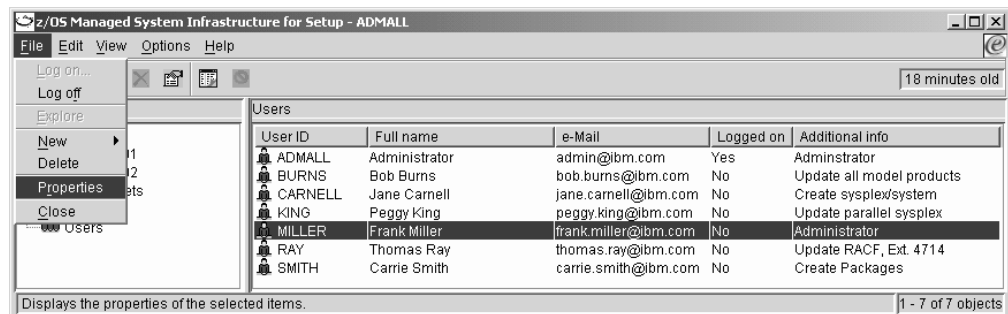 z/OS Managed System Infrastructure for Setup - ADMALL
File Edit View Options Help
18 minutes old
Log on...
Log off
Explore
New
Delete
Properties
Close
Users
Users
User ID Full name e-Mail Logged on Additional info
ADMALL Administrator admin@ibm.com Yes Adminstrator
BURNS Bob Burns bob.burns@ibm.com No Update all model products
CARNELL Jane Carnell jane.carnell@ibm.com No Create sysplex/system
KING Peggy King peggy.king@ibm.com No Update parallel sysplex
MILLER Frank Miller frank.miller@ibm.com No Administrator
RAY Thomas Ray thomas.ray@ibm.com No Update RACF, Ext. 4714
SMITH Carrie Smith carrie.smith@ibm.com No Create Packages
Displays the properties of the selected items.
1 - 7 of 7 objects